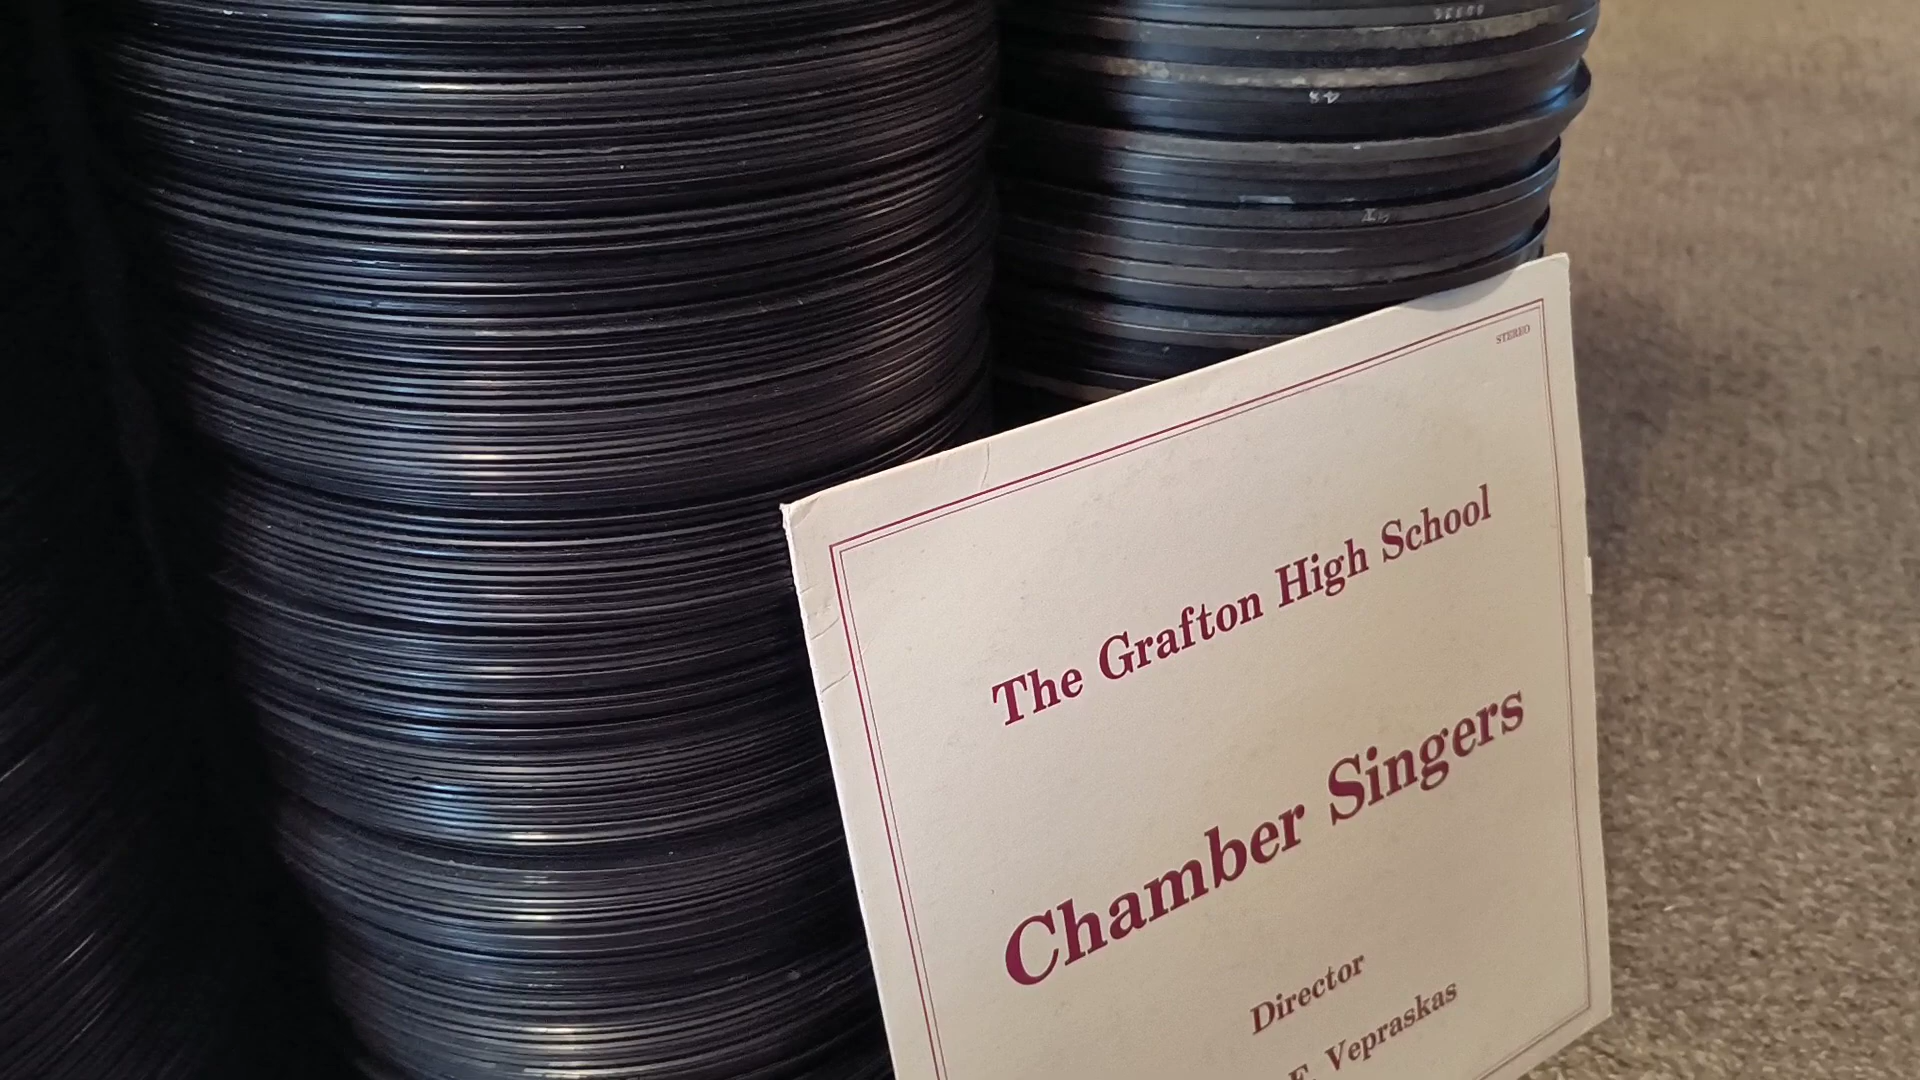 STEREO
The Grafton High School
Chamber Singers
Director
E. Vepraskas